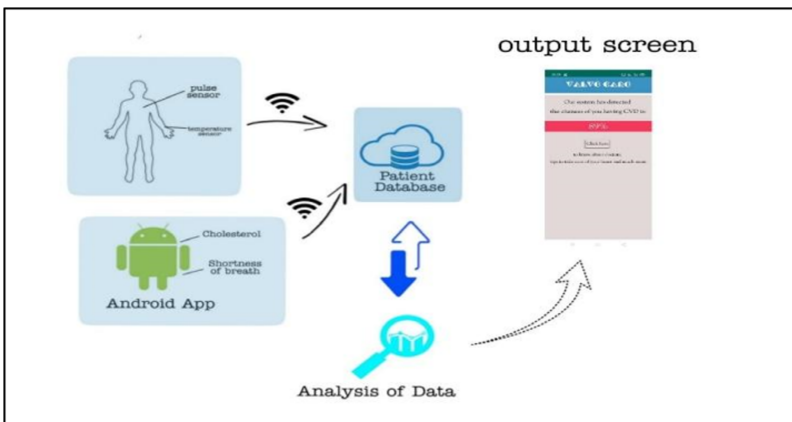 output screen
pulse
sensor
temperature
sensor
Patient
Database
Cholesterol
Shortness
of breath
Android App
Analysis of Data
VALVO CARE
Our system has detected
the chances of you having CVD is: